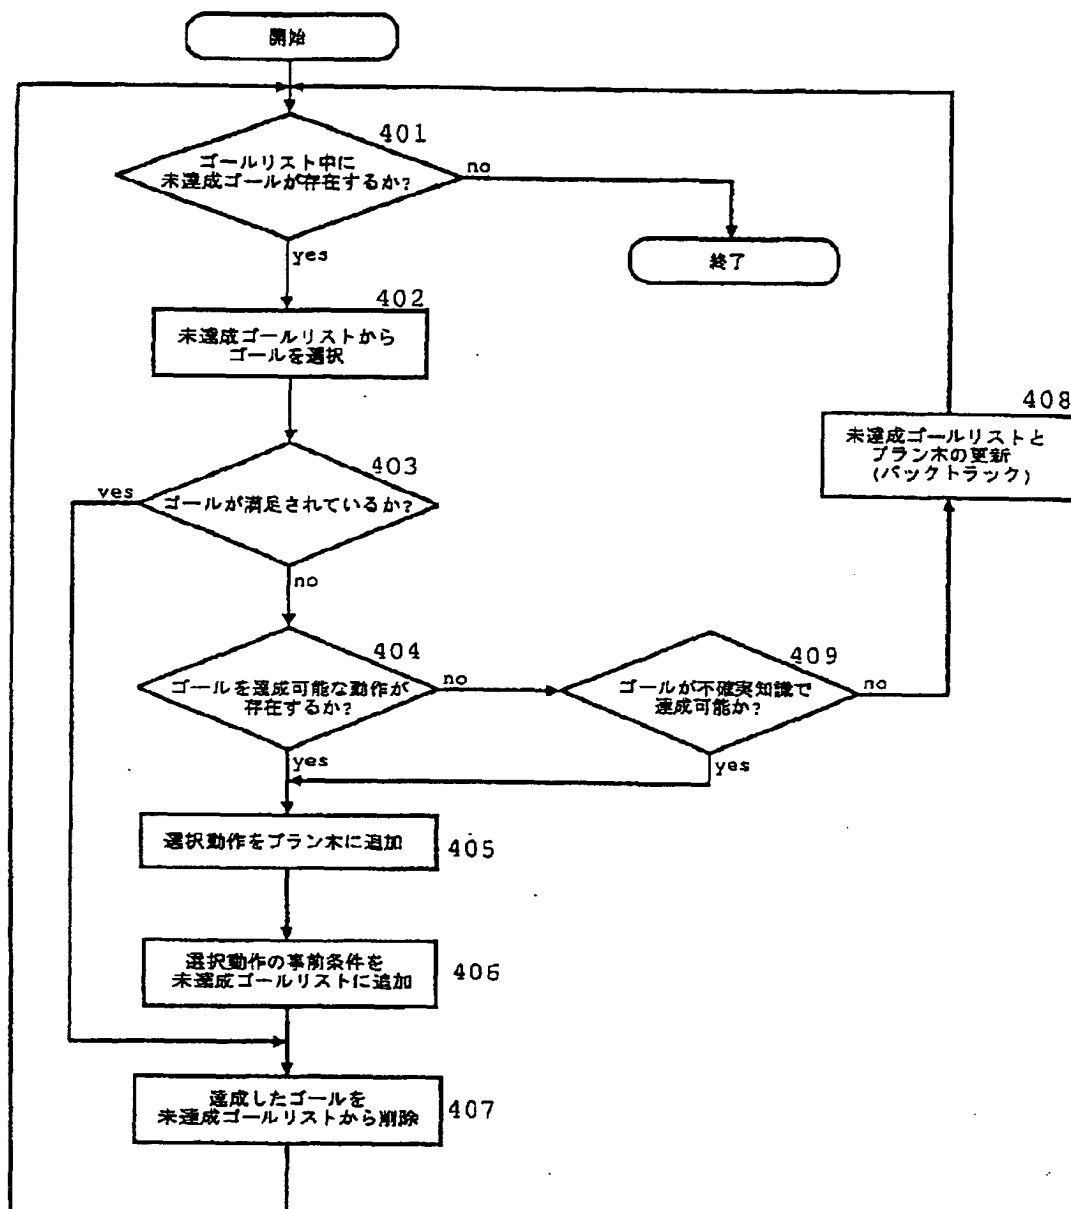 開始
401
ゴールリスト中に
未達成ゴールが存在するか?
no
終了
yes
402
未達成ゴールリストから
ゴールを選択
408
未達成ゴールリストと
プラン木の更新
(バックトラック)
403
yes
ゴールが満足されているか?
no
404
ゴールを達成可能な動作が
存在するか?
no
409
ゴールが不確実知識で
達成可能か?
no
yes
yes
選択動作をプラン木に追加
405
選択動作の事前条件を
未達成ゴールリストに追加
406
達成したゴールを
未達成ゴールリストから削除
407